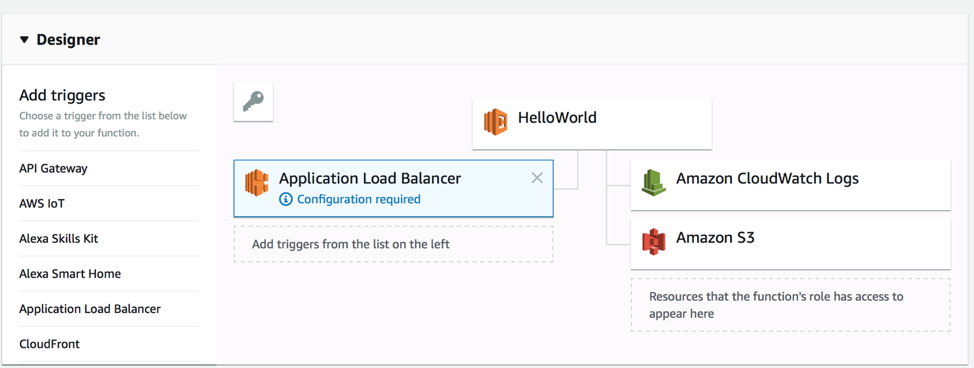 Designer
Add triggers
Choose a trigger from the list below
to add it to your function.
API Gateway
AWS IoT
Alexa Skills Kit
Alexa Smart Home
Application Load Balancer
CloudFront
HelloWorld
Application Load Balancer
Configuration required
Add triggers from the list on the left
Amazon CloudWatch Logs
Amazon S3
Resources that the function's role has access to
appear here